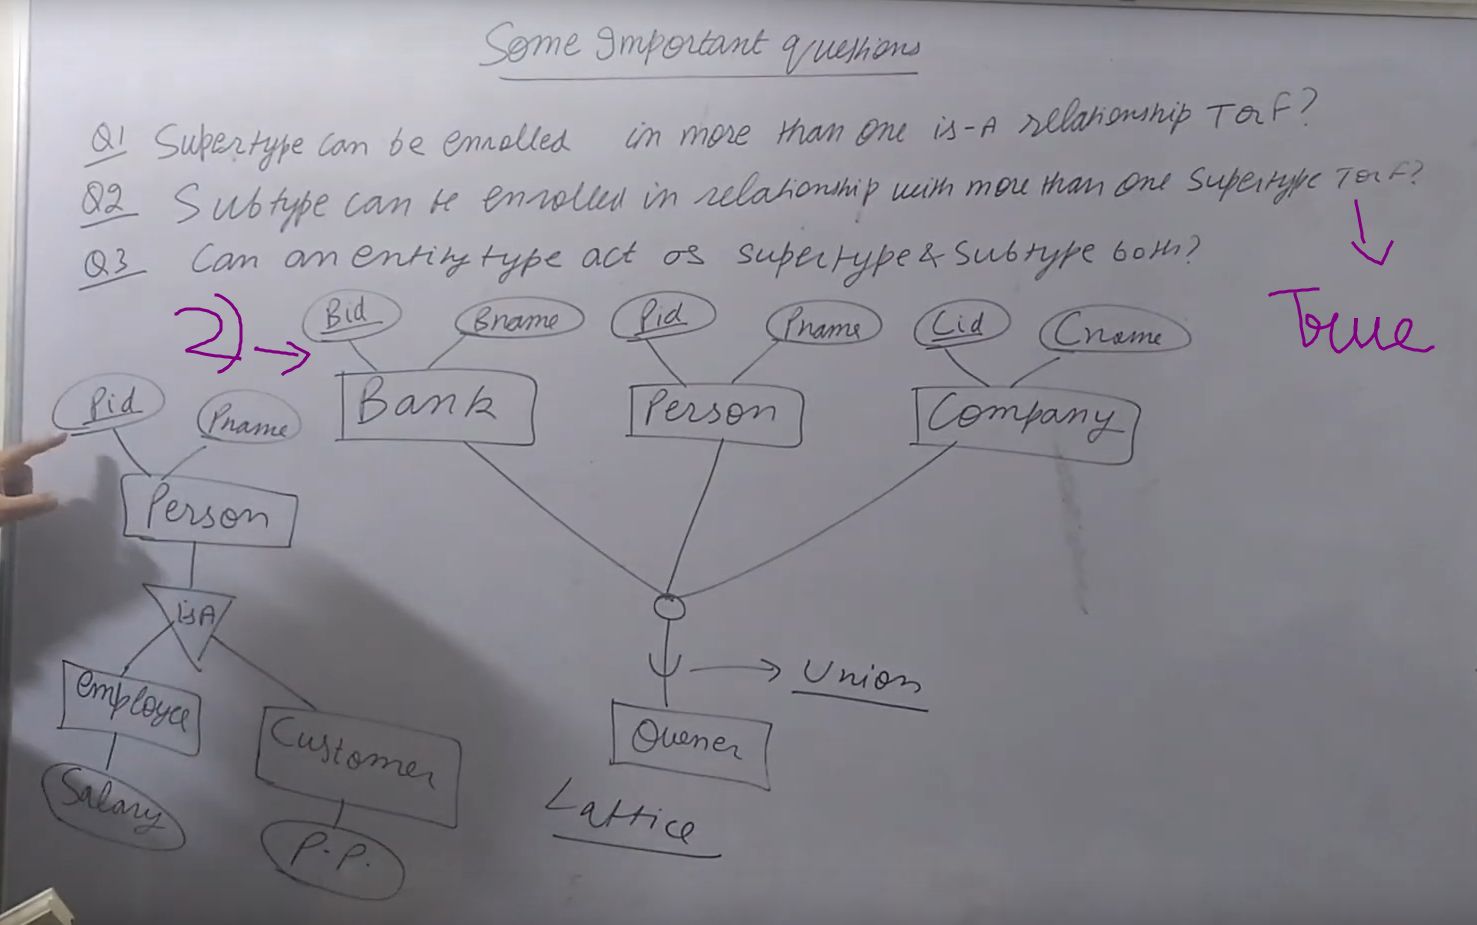 Some Important questions
Q1 Supertype can be enrolled in more than one is-A relationship T or F?
Q2 Subtype can be enrolled in relationship with more than one Supertype T or F?
Q3 Can an entity type act as supertype & Subtype both?
True
2)
Bid
Bname
Pid
Pname
Cid
Cname
Bank
Person
Company
Pid
Pname
Person
isA
Employee
Customer
Salary
P.P.
Union
Owener
Lattice